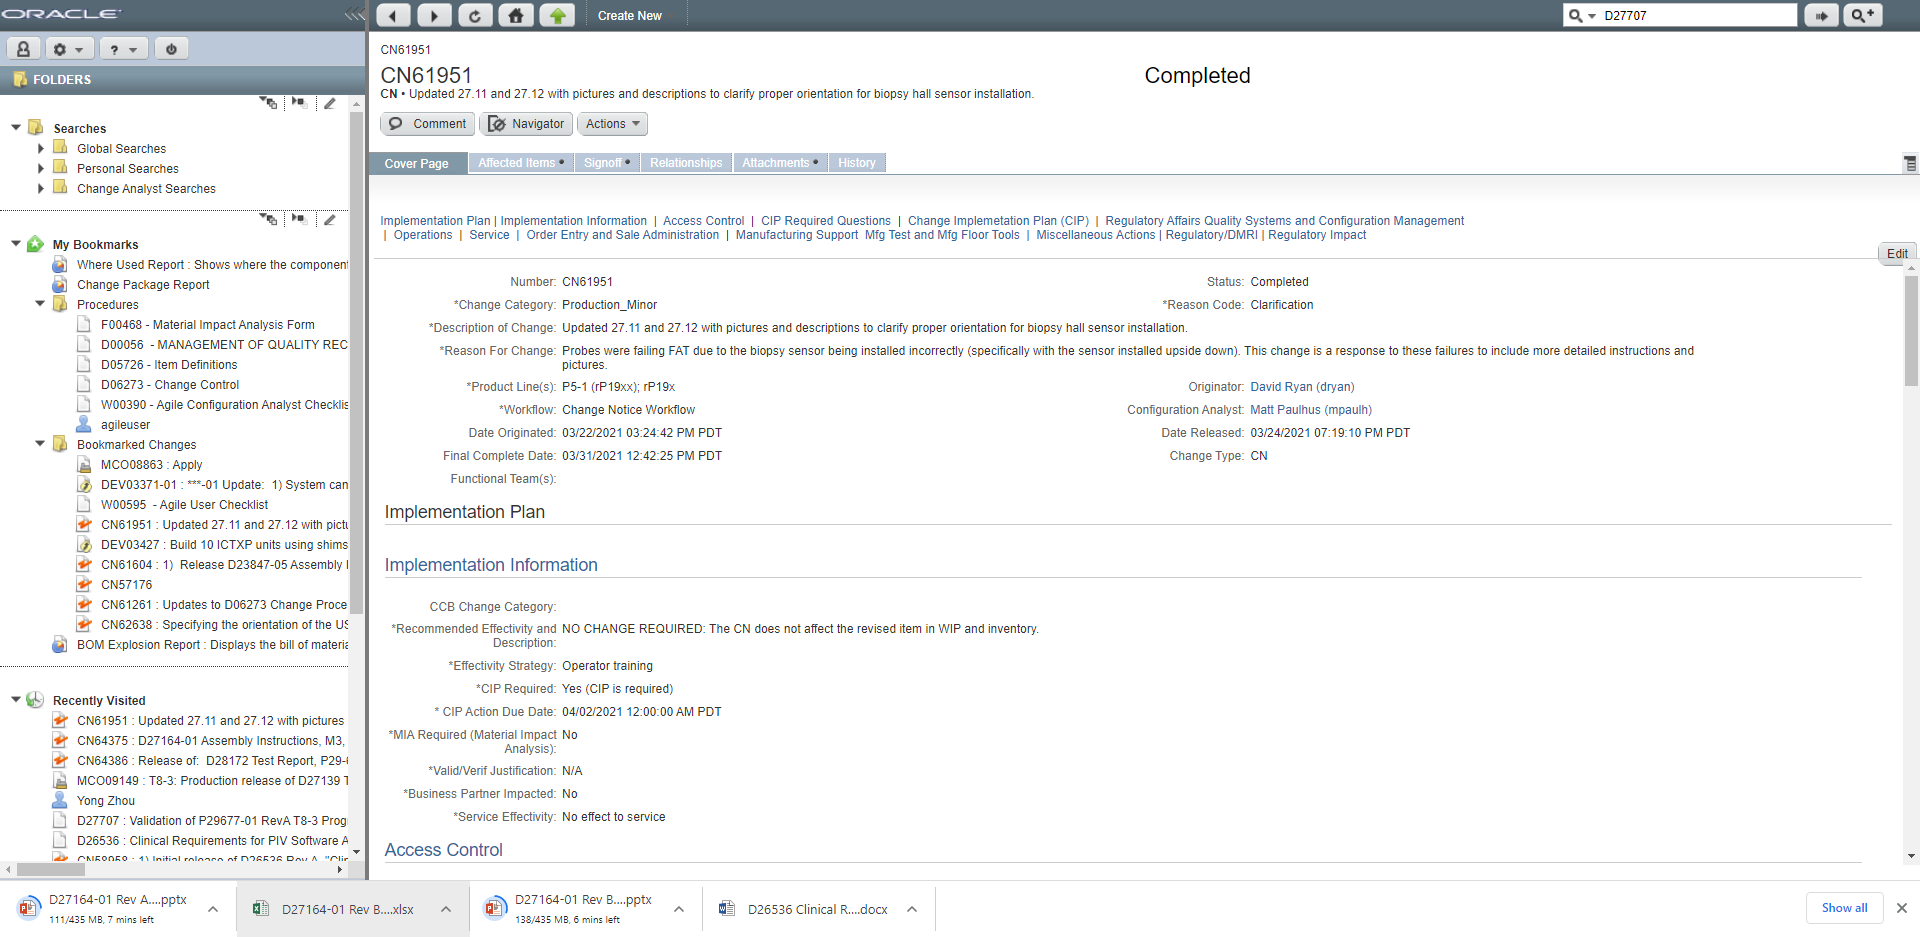 ORACLE
Create New
D27707
FOLDERS
Searches
Global Searches
Personal Searches
Change Analyst Searches
My Bookmarks
Where Used Report : Shows where the component
Change Package Report
Procedures
F00468 - Material Impact Analysis Form
D00056 - MANAGEMENT OF QUALITY REC
D05726 - Item Definitions
D06273 - Change Control
W00390 - Agile Configuration Analyst Checklis
agileuser
Bookmarked Changes
MCO08863 : Apply
DEV03371-01 : ***-01 Update: 1) System can
W00595 - Agile User Checklist
CN61951 : Updated 27.11 and 27.12 with pictu
DEV03427 : Build 10 ICTXP units using shims
CN61604 : 1) Release D23847-05 Assembly I
CN57176
CN61261 : Updates to D06273 Change Proce
CN62638 : Specifying the orientation of the US
BOM Explosion Report : Displays the bill of materia
Recently Visited
CN61951 : Updated 27.11 and 27.12 with pictures
CN64375 : D27164-01 Assembly Instructions, M3,
CN64386 : Release of: D28172 Test Report, P29-6
MCO09149 : T8-3: Production release of D27139 T
Yong Zhou
D27707 : Validation of P29677-01 RevA T8-3 Prog
D26536 : Clinical Requirements for PIV Software A
CN58958 : 1) Initial release of D26536 Rev A, "Clin
CN61951
CN61951
Completed
CN • Updated 27.11 and 27.12 with pictures and descriptions to clarify proper orientation for biopsy hall sensor installation.
Comment Navigator Actions
Cover Page Affected Items • Signoff • Relationships Attachments • History
Implementation Plan | Implementation Information | Access Control | CIP Required Questions | Change Implemetation Plan (CIP) | Regulatory Affairs Quality Systems and Configuration Management
| Operations | Service | Order Entry and Sale Administration | Manufacturing Support Mfg Test and Mfg Floor Tools | Miscellaneous Actions | Regulatory/DMRI | Regulatory Impact
Edit
Number: CN61951 Status: Completed
*Change Category: Production_Minor *Reason Code: Clarification
*Description of Change: Updated 27.11 and 27.12 with pictures and descriptions to clarify proper orientation for biopsy hall sensor installation.
*Reason For Change: Probes were failing FAT due to the biopsy sensor being installed incorrectly (specifically with the sensor installed upside down). This change is a response to these failures to include more detailed instructions and
pictures.
*Product Line(s): P5-1 (rP19xx); rP19x Originator: David Ryan (dryan)
*Workflow: Change Notice Workflow Configuration Analyst: Matt Paulhus (mpaulh)
Date Originated: 03/22/2021 03:24:42 PM PDT Date Released: 03/24/2021 07:19:10 PM PDT
Final Complete Date: 03/31/2021 12:42:25 PM PDT Change Type: CN
Functional Team(s):
Implementation Plan
Implementation Information
CCB Change Category:
*Recommended Effectivity and NO CHANGE REQUIRED: The CN does not affect the revised item in WIP and inventory.
Description:
*Effectivity Strategy: Operator training
*CIP Required: Yes (CIP is required)
* CIP Action Due Date: 04/02/2021 12:00:00 AM PDT
*MIA Required (Material Impact No
Analysis):
*Valid/Verif Justification: N/A
*Business Partner Impacted: No
*Service Effectivity: No effect to service
Access Control
D27164-01 Rev A....pptx
111/435 MB, 7 mins left
D27164-01 Rev B....xlsx
D27164-01 Rev B....pptx
138/435 MB, 6 mins left
D26536 Clinical R....docx
Show all